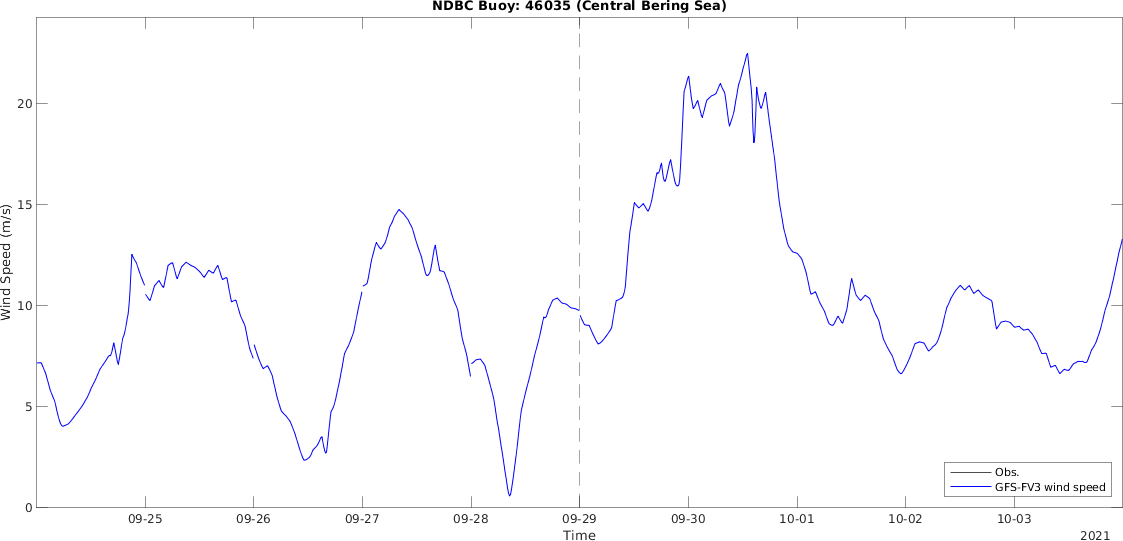 NDBC Buoy: 46035 (Central Bering Sea)
Wind Speed (m/s)
20
15
10
5
0
09-25 09-26 09-27 09-28 09-29 09-30 10-01 10-02 10-03
Time
2021
Obs.
GFS-FV3 wind speed